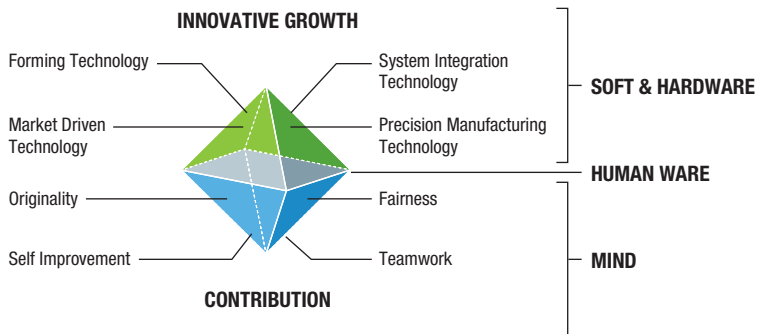 INNOVATIVE GROWTH
Forming Technology
System Integration
Technology
SOFT & HARDWARE
Market Driven
Technology
Precision Manufacturing
Technology
HUMAN WARE
Originality
Fairness
Self Improvement
Teamwork
MIND
CONTRIBUTION